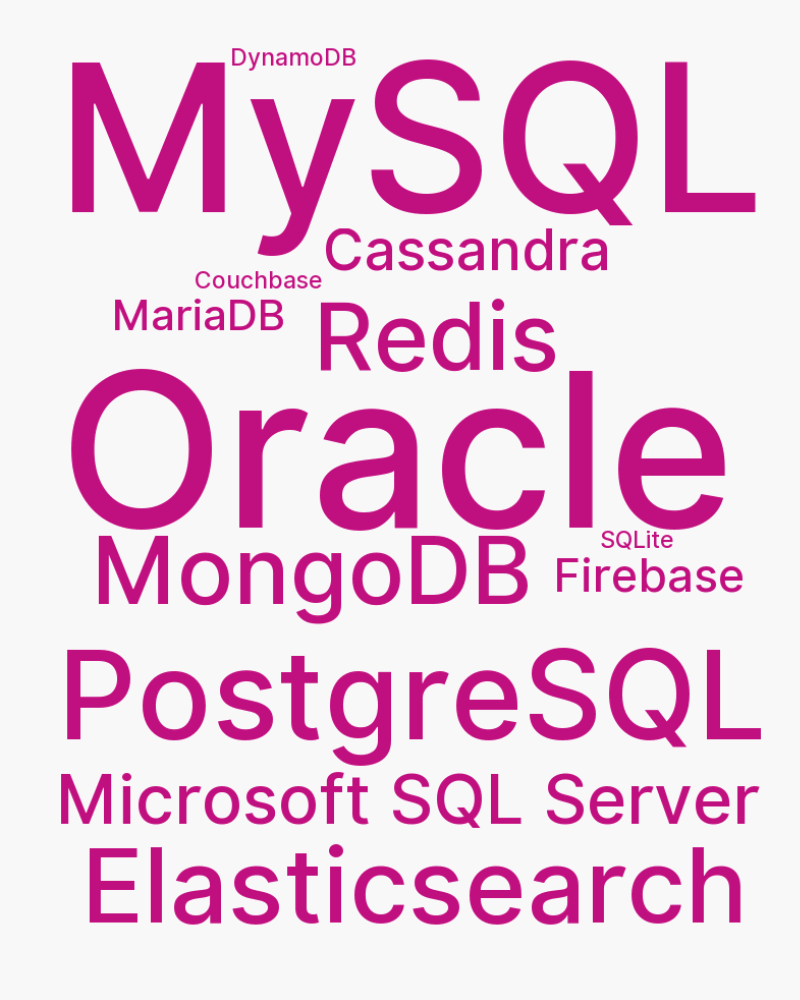 DynamoDB
MySQL
Cassandra
Couchbase
MariaDB
Redis
Oracle
SQLite
MongoDB
Firebase
PostgreSQL
Microsoft SQL Server
Elasticsearch